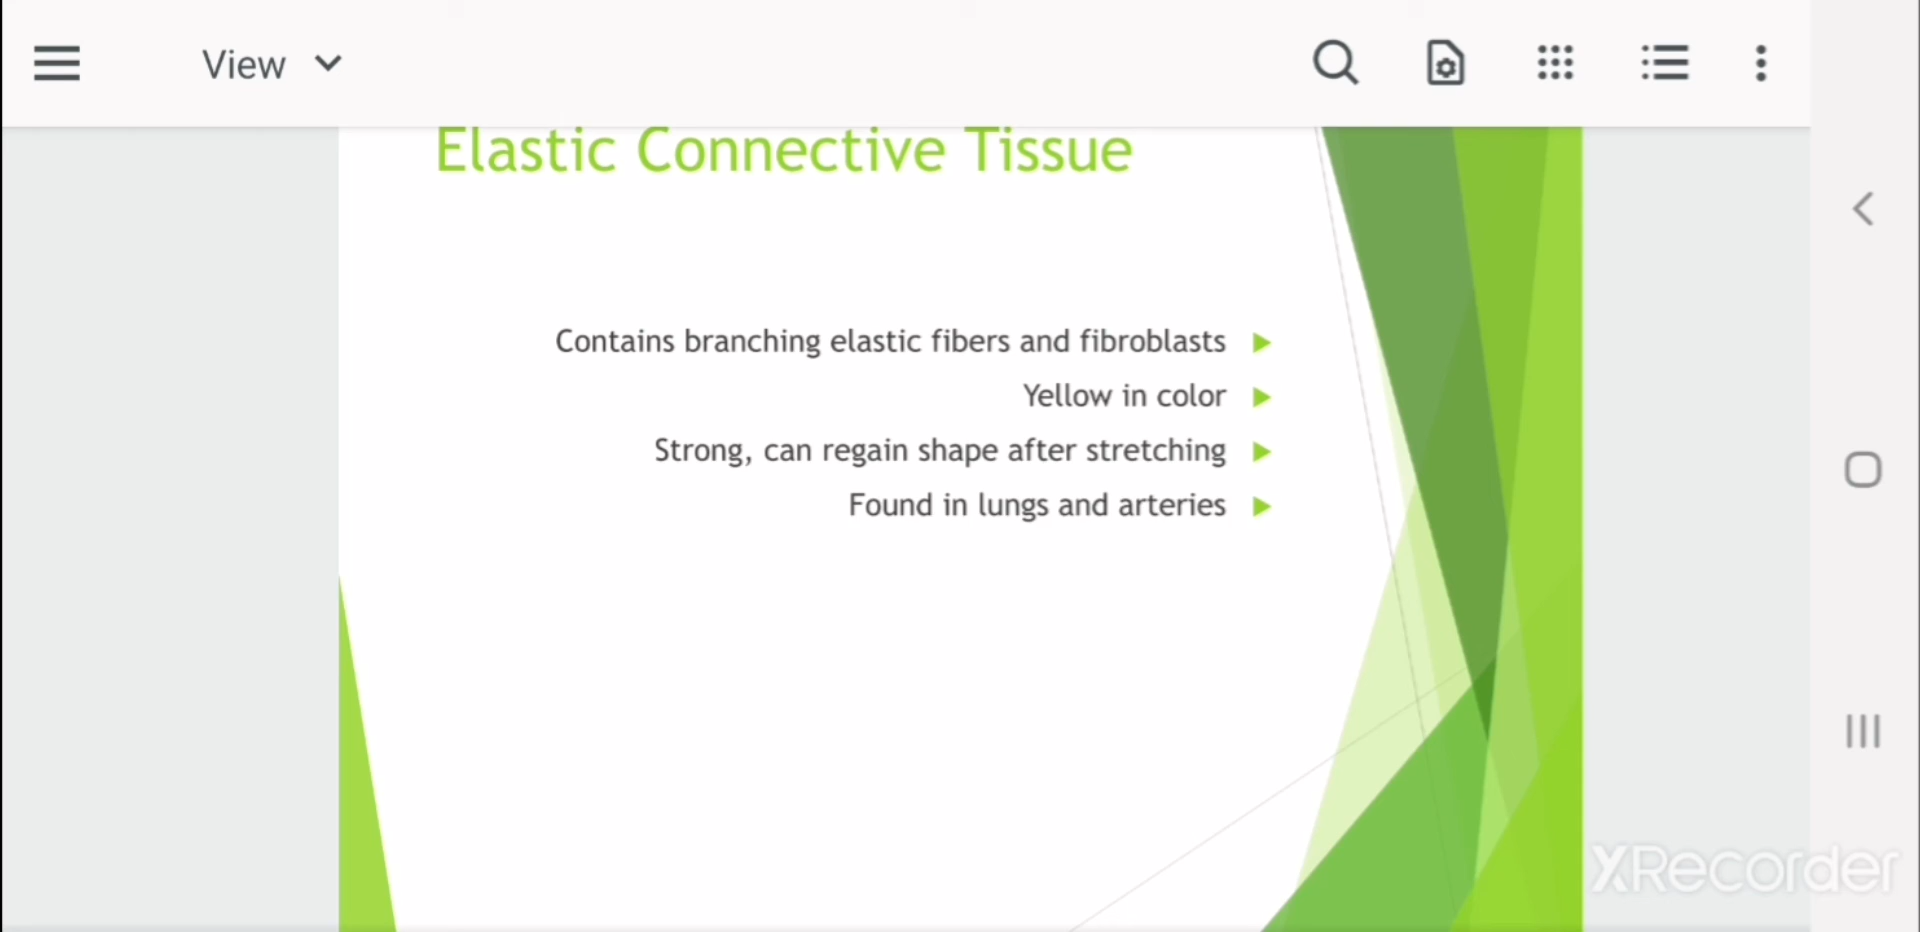 View
Elastic Connective Tissue
Contains branching elastic fibers and fibroblasts
Yellow in color
Strong, can regain shape after stretching
Found in lungs and arteries
XRecorder